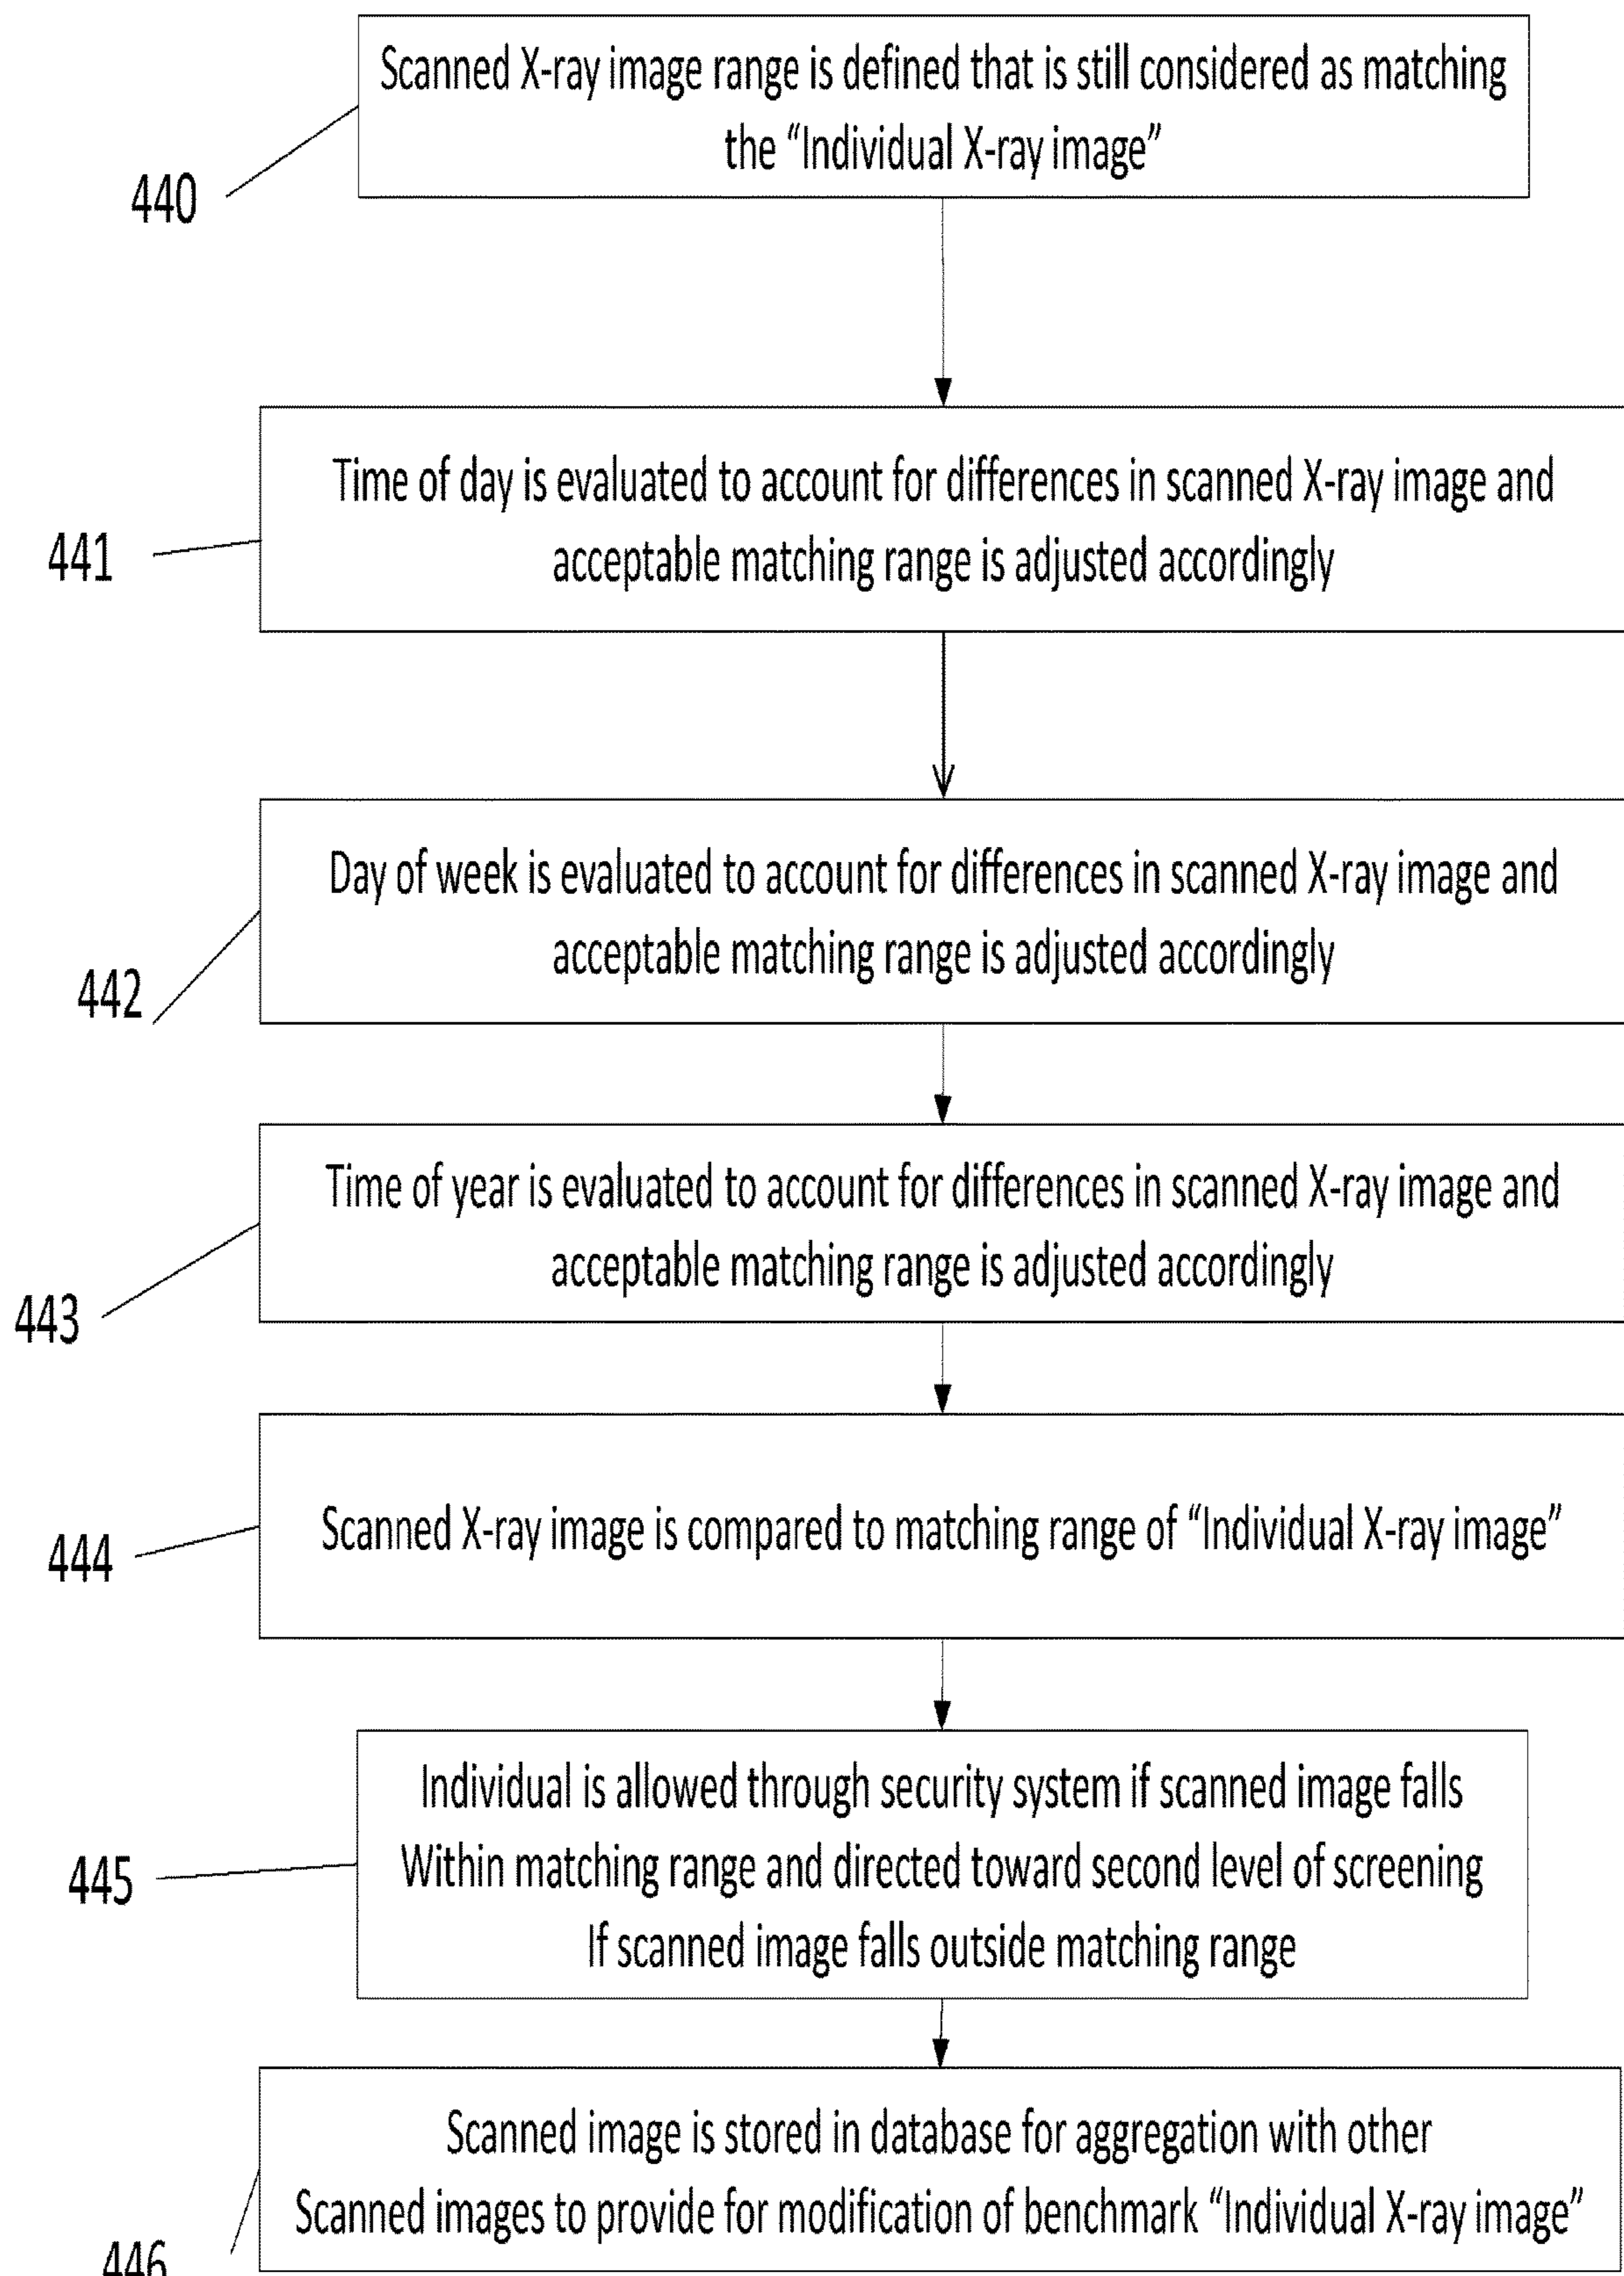 Scanned X-ray image range is defined that is still considered as matching
the “Individual X-ray image”
440
Time of day is evaluated to account for differences in scanned X-ray image and
acceptable matching range is adjusted accordingly
441
Day of week is evaluated to account for differences in scanned X-ray image and
acceptable matching range is adjusted accordingly
442
Time of year is evaluated to account for differences in scanned X-ray image and
acceptable matching range is adjusted accordingly
443
Scanned X-ray image is compared to matching range of “Individual X-ray image”
444
Individual is allowed through security system if scanned image falls
Within matching range and directed toward second level of screening
If scanned image falls outside matching range
445
Scanned image is stored in database for aggregation with other
Scanned images to provide for modification of benchmark “Individual X-ray image”
446